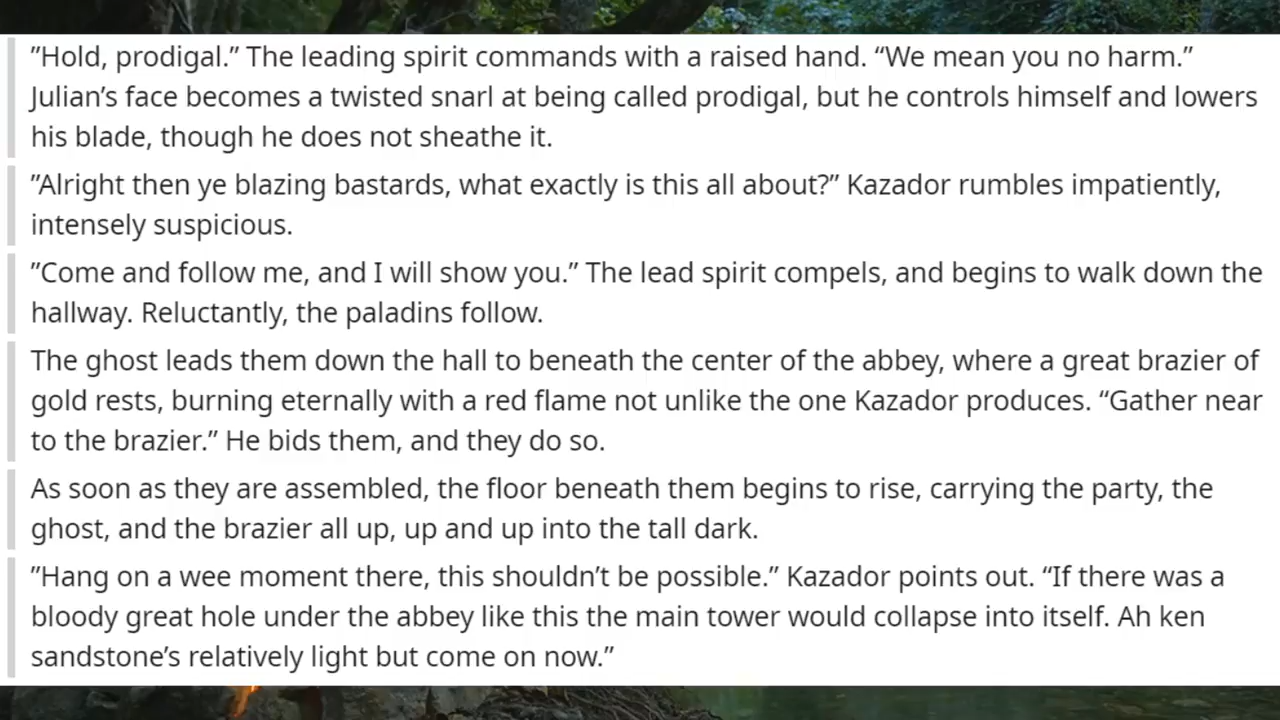 ”Hold, prodigal.” The leading spirit commands with a raised hand. “We mean you no harm.”
Julian’s face becomes a twisted snarl at being called prodigal, but he controls himself and lowers
his blade, though he does not sheathe it.
”Alright then ye blazing bastards, what exactly is this all about?” Kazador rumbles impatiently,
intensely suspicious.
”Come and follow me, and I will show you.” The lead spirit compels, and begins to walk down the
hallway. Reluctantly, the paladins follow.
The ghost leads them down the hall to beneath the center of the abbey, where a great brazier of
gold rests, burning eternally with a red flame not unlike the one Kazador produces. “Gather near
to the brazier.” He bids them, and they do so.
As soon as they are assembled, the floor beneath them begins to rise, carrying the party, the
ghost, and the brazier all up, up and up into the tall dark.
”Hang on a wee moment there, this shouldn’t be possible.” Kazador points out. “If there was a
bloody great hole under the abbey like this the main tower would collapse into itself. Ah ken
sandstone’s relatively light but come on now.”